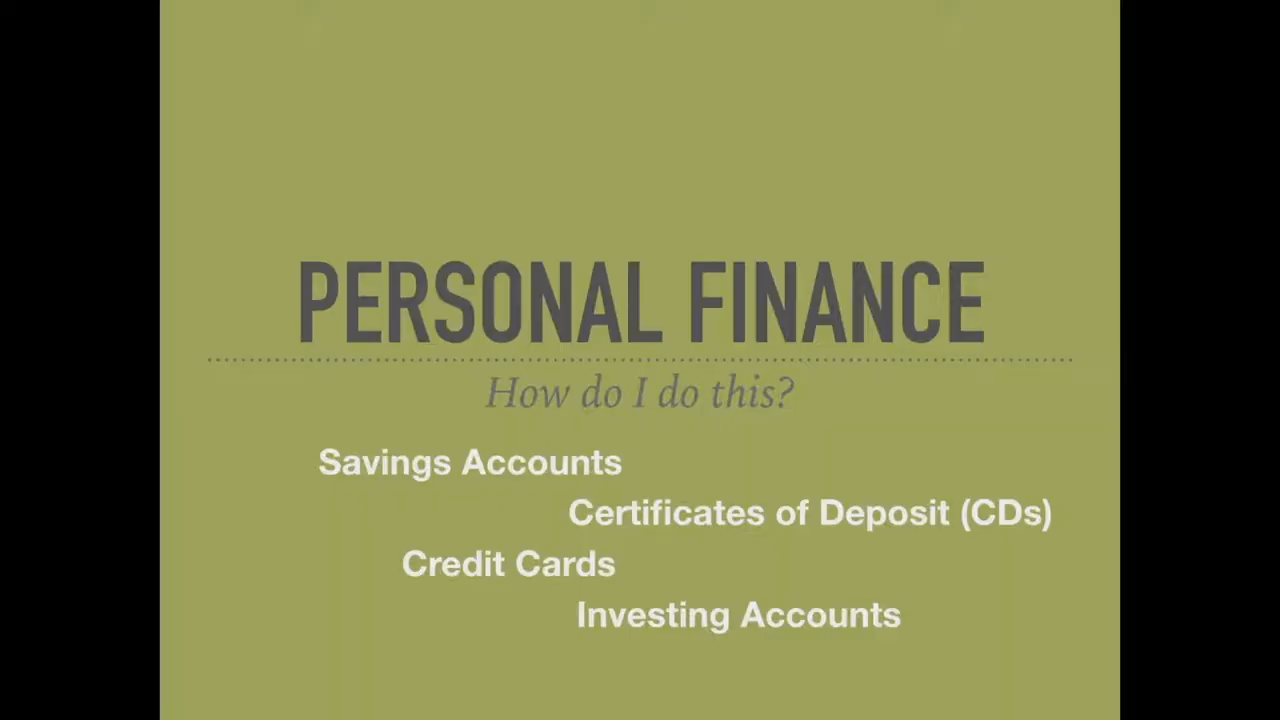 PERSONAL FINANCE
How do I do this?
Savings Accounts
Certificates of Deposit (CDs)
Credit Cards
Investing Accounts